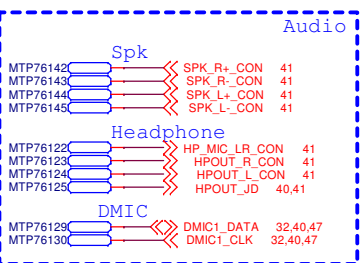 Audio
Spk
MTP76142 SPK_R+_CON 41
MTP76143 SPK_R-_CON 41
MTP76144 SPK_L+_CON 41
MTP76145 SPK_L-_CON 41
Headphone
MTP76122 HP_MIC_LR_CON 41
MTP76123 HPOUT_R_CON 41
MTP76124 HPOUT_L_CON 41
MTP76125 HPOUT_JD 40,41
DMIC
MTP76129 DMIC1_DATA 32,40,47
MTP76130 DMIC1_CLK 32,40,47